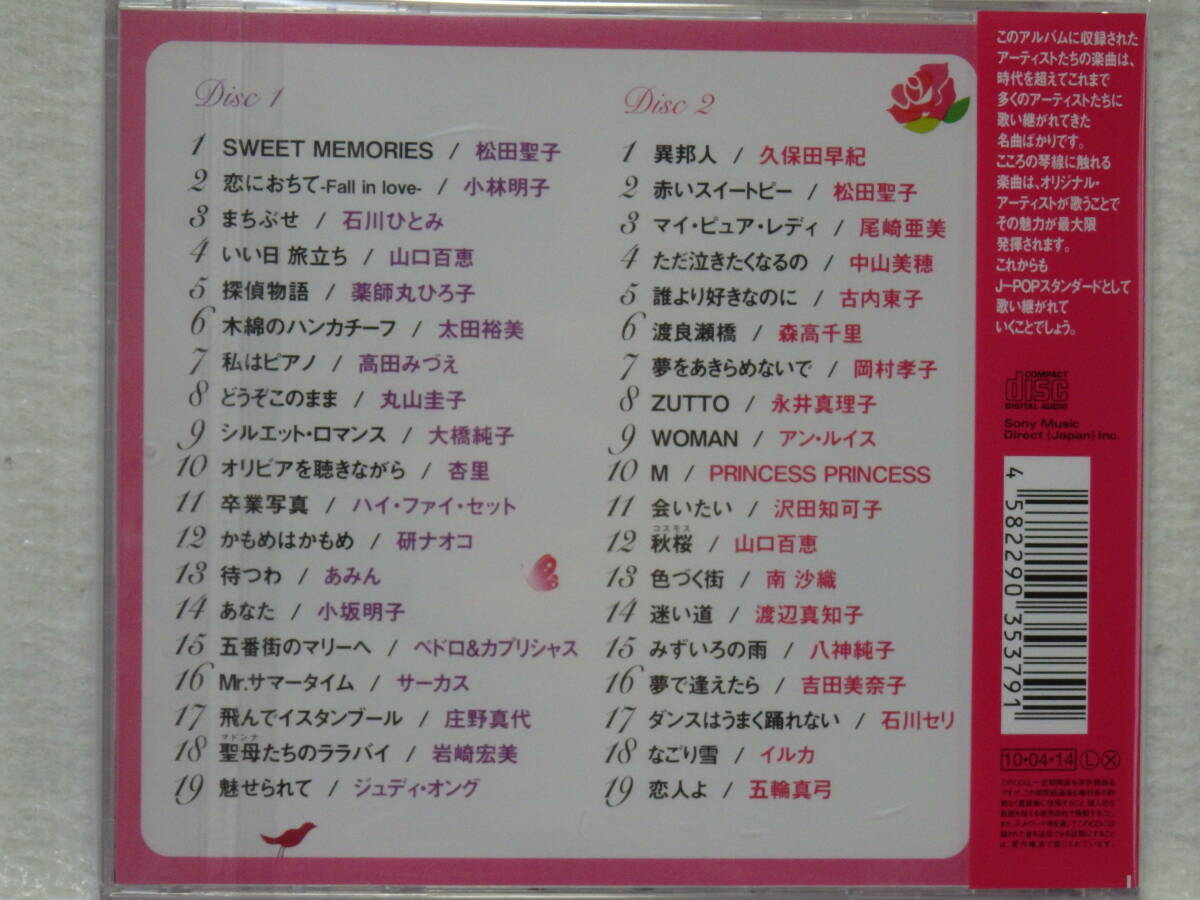 Disc 1
1 SWEET MEMORIES / 松田聖子
2 恋におちて-Fall in love- / 小林明子
3 まちぶせ / 石川ひとみ
4 いい日 旅立ち / 山口百恵
5 探偵物語 / 薬師丸ひろ子
6 木綿のハンカチーフ / 太田裕美
7 私はピアノ / 高田みづえ
8 どうぞこのまま / 丸山圭子
9 シルエット・ロマンス / 大橋純子
10 オリビアを聴きながら / 杏里
11 卒業写真 / ハイ・ファイ・セット
12 かもめはかもめ / 研ナオコ
13 待つわ / あみん
14 あなた / 小坂明子
15 五番街のマリーへ / ペドロ&カプリシャス
16 Mr.サマータイム / サーカス
17 飛んでイスタンブール / 庄野真代
マドンナ
18 聖母たちのララバイ / 岩崎宏美
19 魅せられて / ジュディ・オング
Disc 2
1 異邦人 / 久保田早紀
2 赤いスイートピー / 松田聖子
3 マイ・ピュア・レディ / 尾崎亜美
4 ただ泣きたくなるの / 中山美穂
5 誰より好きなのに / 古内東子
6 渡良瀬橋 / 森高千里
7 夢をあきらめないで / 岡村孝子
8 ZUTTO / 永井真理子
9 WOMAN / アン・ルイス
10 M / PRINCESS PRINCESS
11 会いたい / 沢田知可子
コスモス
12 秋桜 / 山口百恵
13 色づく街 / 南 沙織
14 迷い道 / 渡辺真知子
15 みずいろの雨 / 八神純子
16 夢で逢えたら / 吉田美奈子
17 ダンスはうまく踊れない / 石川セリ
18 なごり雪 / イルカ
19 恋人よ / 五輪真弓
このアルバムに収録された
アーティストたちの楽曲は、
時代を超えてこれまで
多くのアーティストたちに
歌い継がれてきた
名曲ばかりです。
こころの琴線に触れる
楽曲は、オリジナル・
アーティストが歌うことで
その魅力が最大限
発揮されます。
これからも
J-POPスタンダードとして
歌い継がれて
いくことでしょう。
COMPACT
disc
DIGITAL AUDIO
Sony Music
Direct (Japan) Inc.
4 582290 353791
10・04・14 Ⓛ Ⓧ